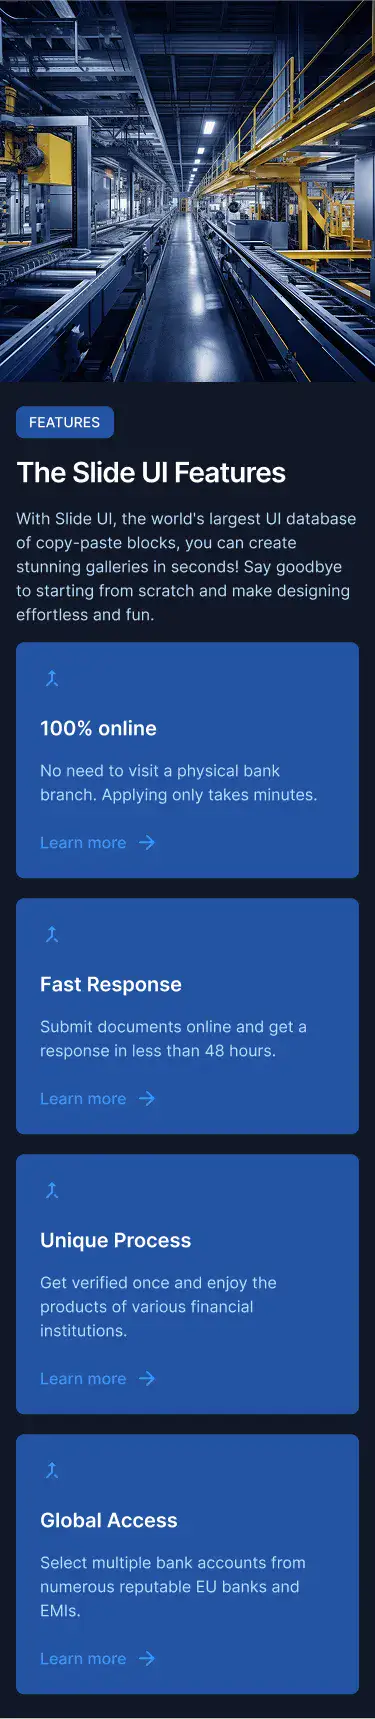 FEATURES
The Slide UI Features
With Slide UI, the world's largest UI database
of copy-paste blocks, you can create
stunning galleries in seconds! Say goodbye
to starting from scratch and make designing
effortless and fun.
100% online
No need to visit a physical bank
branch. Applying only takes minutes.
Learn more
Fast Response
Submit documents online and get a
response in less than 48 hours.
Learn more
Unique Process
Get verified once and enjoy the
products of various financial
institutions.
Learn more
Global Access
Select multiple bank accounts from
numerous reputable EU banks and
EMIs.
Learn more